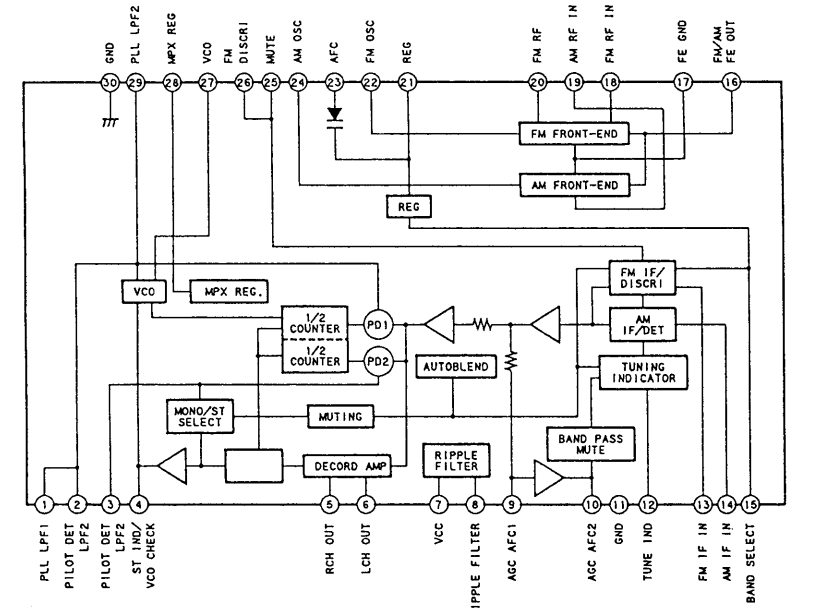 GND
PLL LPF2
MPX REG
VCO
FM
DISCRI
MUTE
AM OSC
AFC
FM OSC
REG
FM RF
AM RF IN
FM RF IN
FE GND
FM/AM
FE OUT
30
29
28
27
26
25
24
23
22
21
20
19
18
17
16
FM FRONT-END
AM FRONT-END
REG
FM IF/
DISCRI
VCO
MPX REG.
1/2
COUNTER
PD1
AM
IF/DET
1/2
COUNTER
PD2
AUTOBLEND
TUNING
INDICATOR
MONO/ST
SELECT
MUTING
BAND PASS
MUTE
DECORD AMP
RIPPLE
FILTER
1
2
3
4
5
6
7
8
9
10
11
12
13
14
15
PLL LPF1
PILOT DET
LPF2
PILOT DET
LPF2
ST IND/
VCO CHECK
RCH OUT
LCH OUT
VCC
IPPLE FILTER
AGC AFC1
AGC AFC2
GND
TUNE IND
FM IF IN
AM IF IN
BAND SELECT